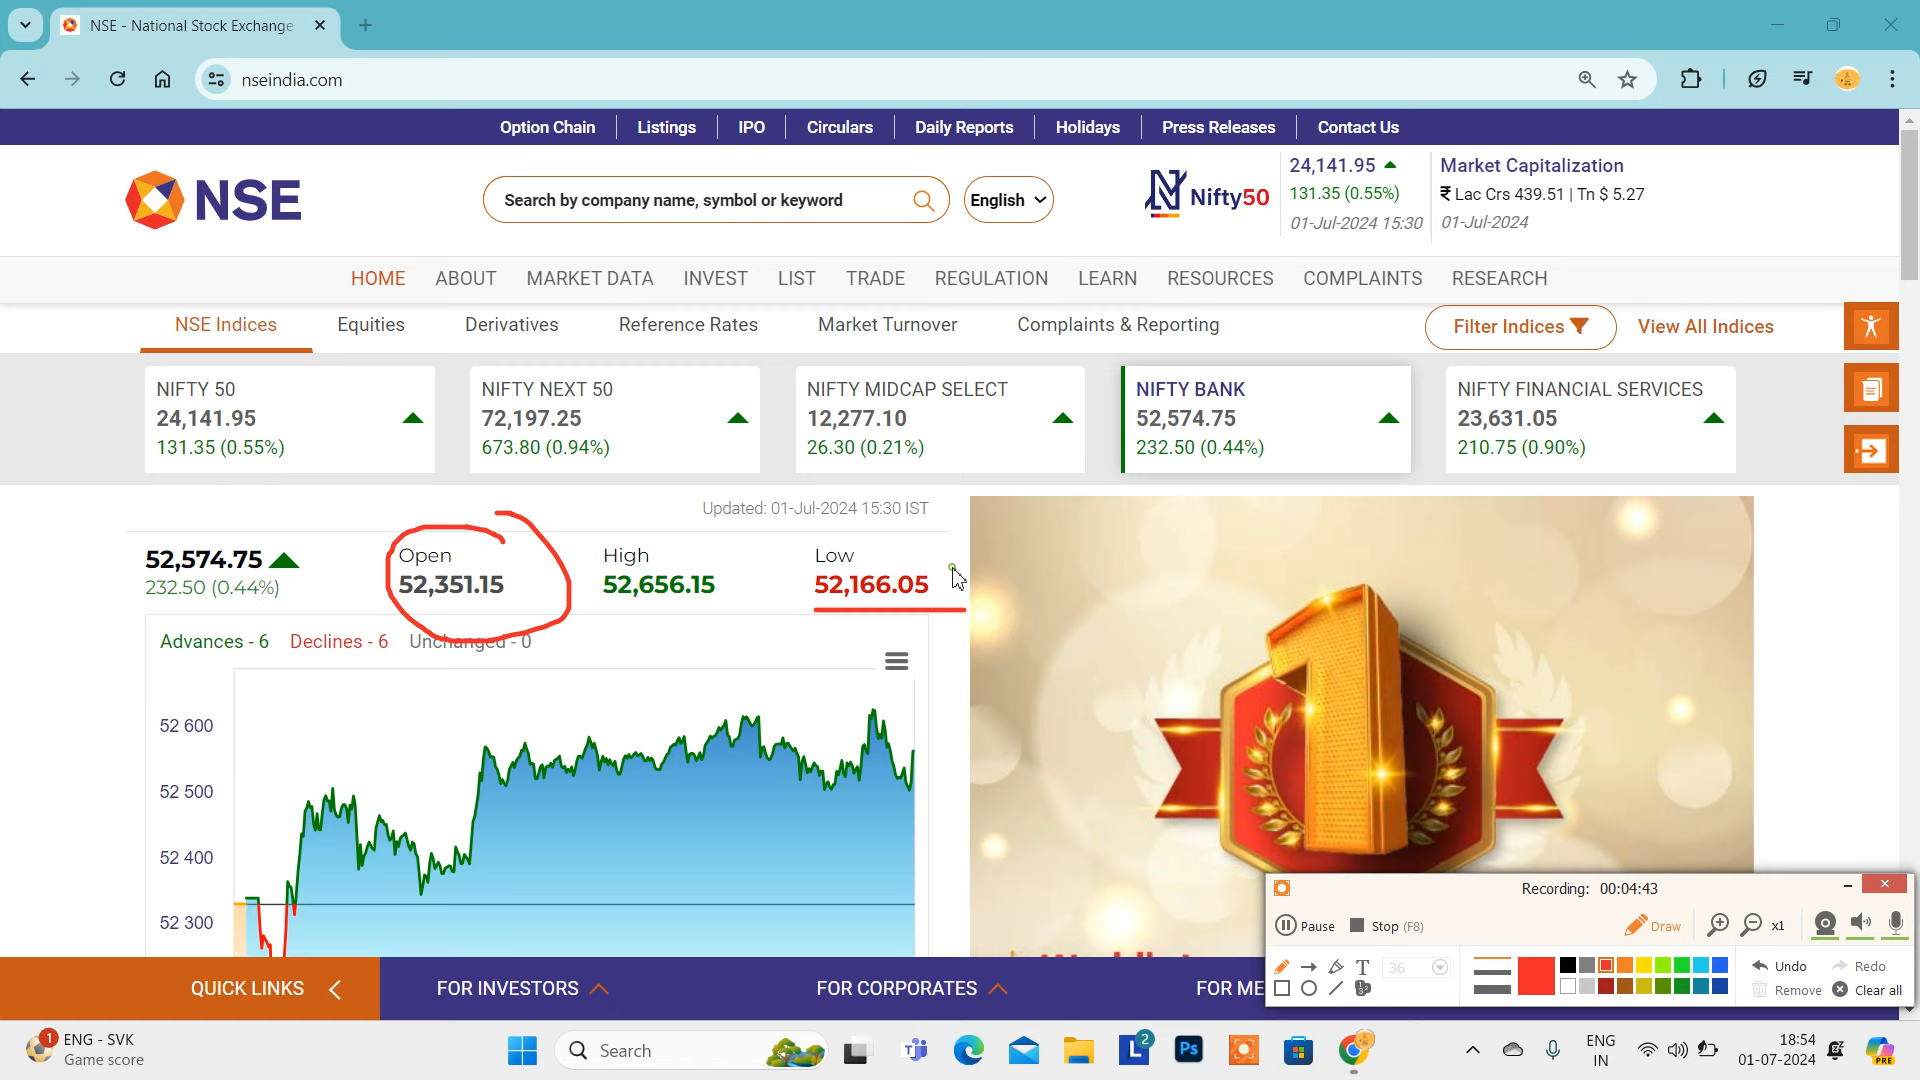 NSE - National Stock Exchange
nseindia.com
Option Chain
Listings
IPO
Circulars
Daily Reports
Holidays
Press Releases
Contact Us
NSE
Search by company name, symbol or keyword
English
Nifty50
24,141.95
131.35 (0.55%)
01-Jul-2024 15:30
Market Capitalization
₹ Lac Crs 439.51 | Tn $ 5.27
01-Jul-2024
HOME
ABOUT
MARKET DATA
INVEST
LIST
TRADE
REGULATION
LEARN
RESOURCES
COMPLAINTS
RESEARCH
NSE Indices
Equities
Derivatives
Reference Rates
Market Turnover
Complaints & Reporting
Filter Indices
View All Indices
NIFTY 50
24,141.95
131.35 (0.55%)
NIFTY NEXT 50
72,197.25
673.80 (0.94%)
NIFTY MIDCAP SELECT
12,277.10
26.30 (0.21%)
NIFTY BANK
52,574.75
232.50 (0.44%)
NIFTY FINANCIAL SERVICES
23,631.05
210.75 (0.90%)
Updated: 01-Jul-2024 15:30 IST
52,574.75
232.50 (0.44%)
Open
52,351.15
High
52,656.15
Low
52,166.05
Advances - 6
Declines - 6
Unchanged - 0
52 600
52 500
52 400
52 300
1
Recording: 00:04:43
Pause
Stop (F8)
Draw
x1
T
36
Undo
Redo
Remove
Clear all
QUICK LINKS
FOR INVESTORS
FOR CORPORATES
FOR ME
1
ENG - SVK
Game score
Search
L
2
Ps
ENG
IN
18:54
01-07-2024
PRE